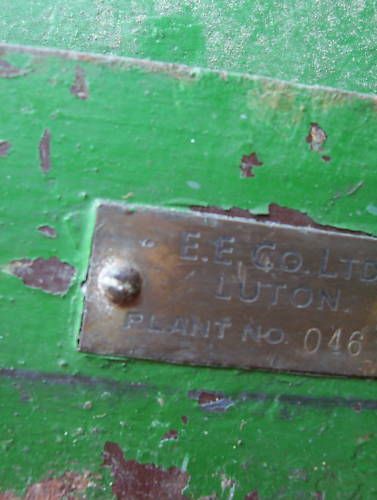 E.E. CO. LTD
LUTON.
PLANT NO. 046